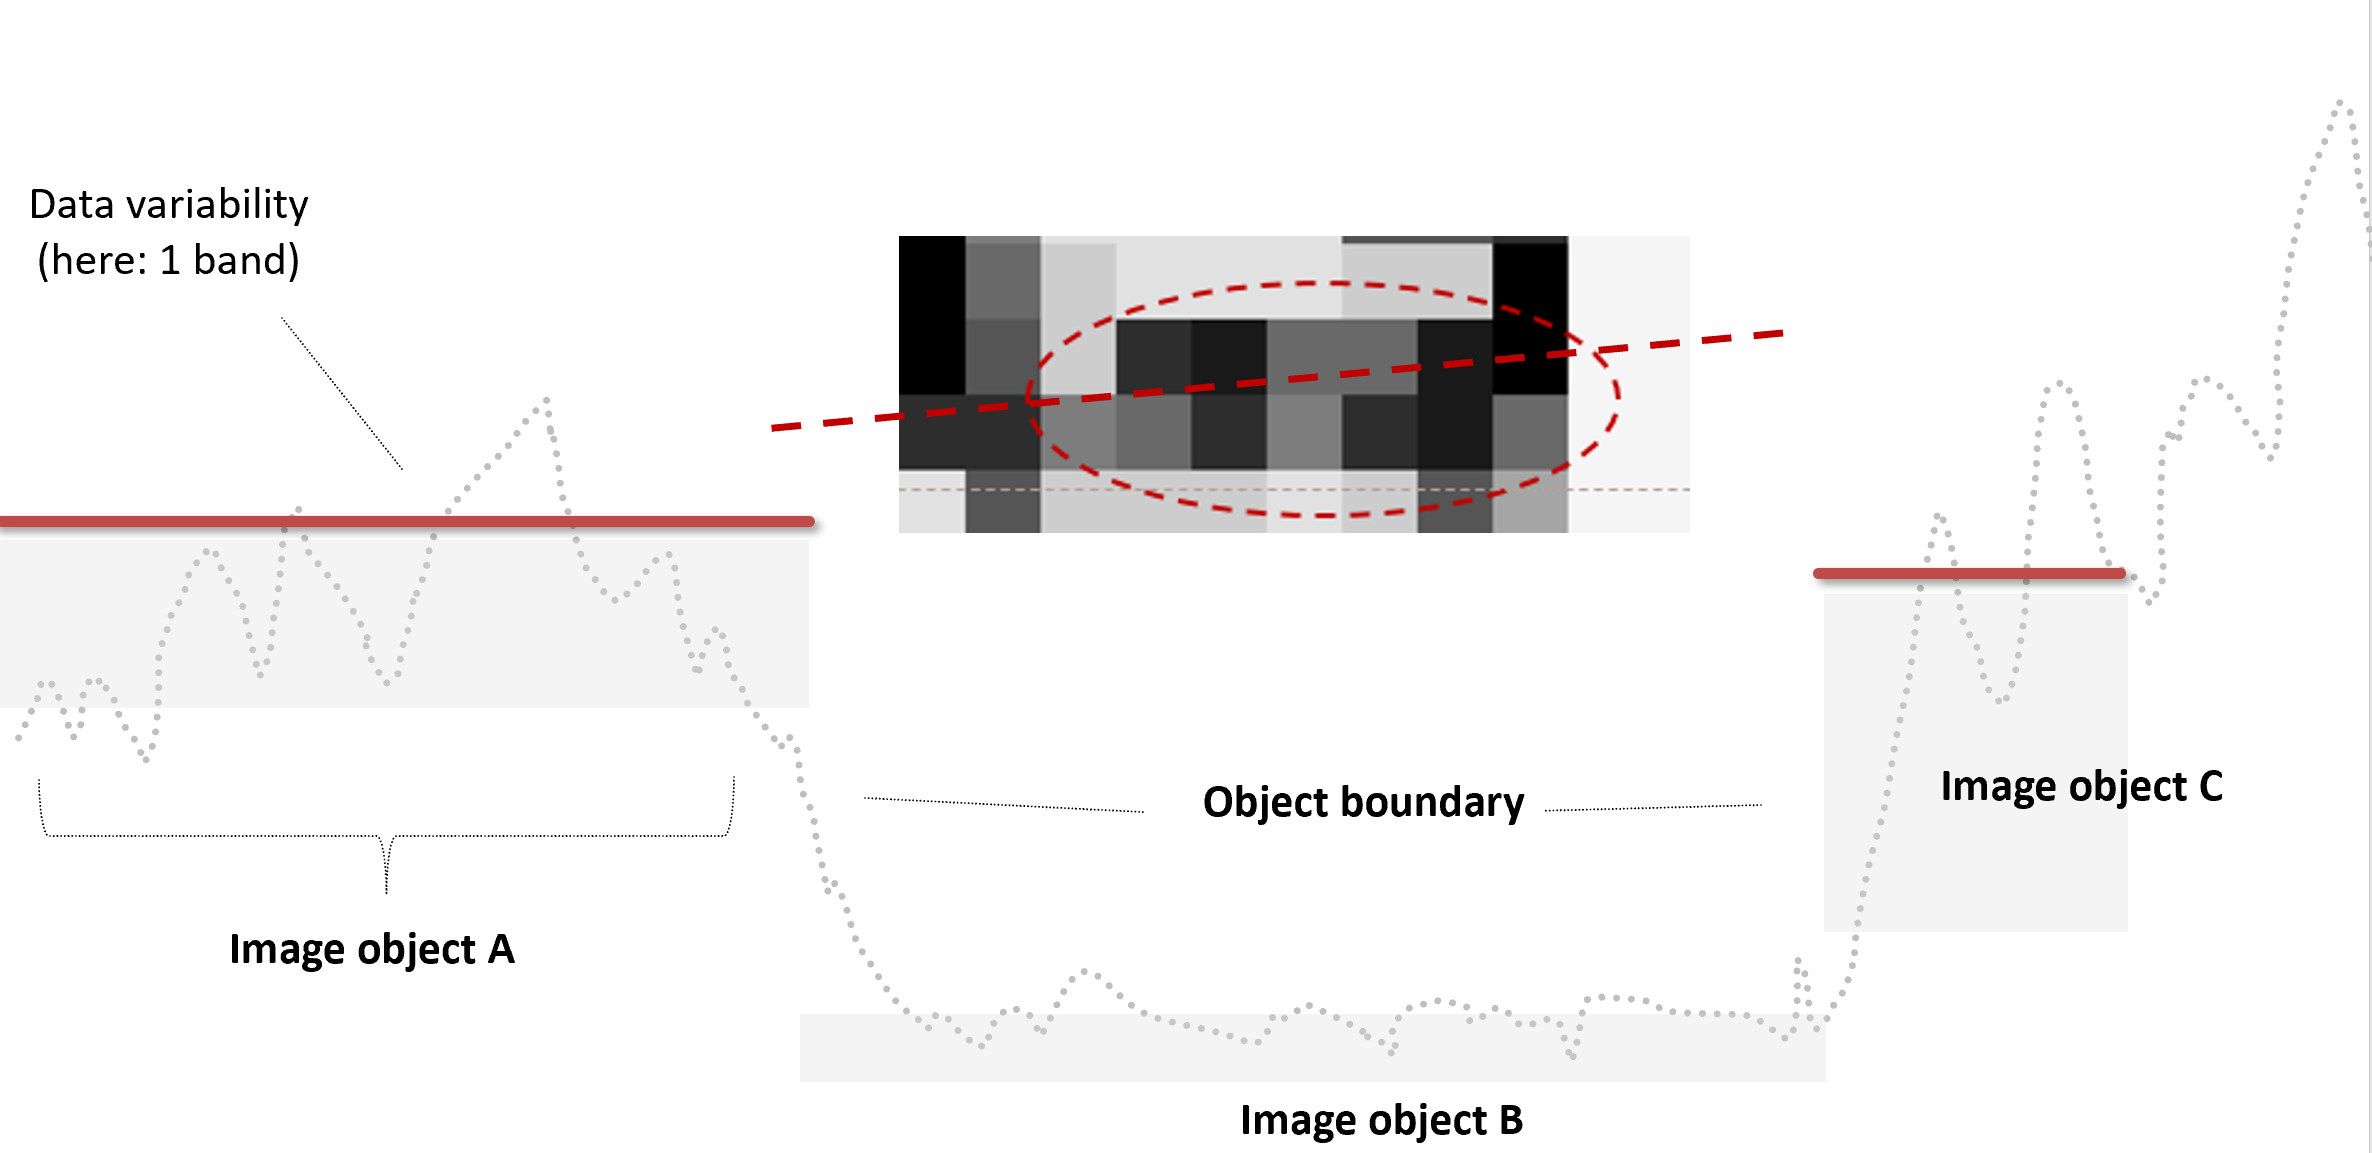 Data variability
(here: 1 band)
Object boundary
Image object C
Image object A
Image object B